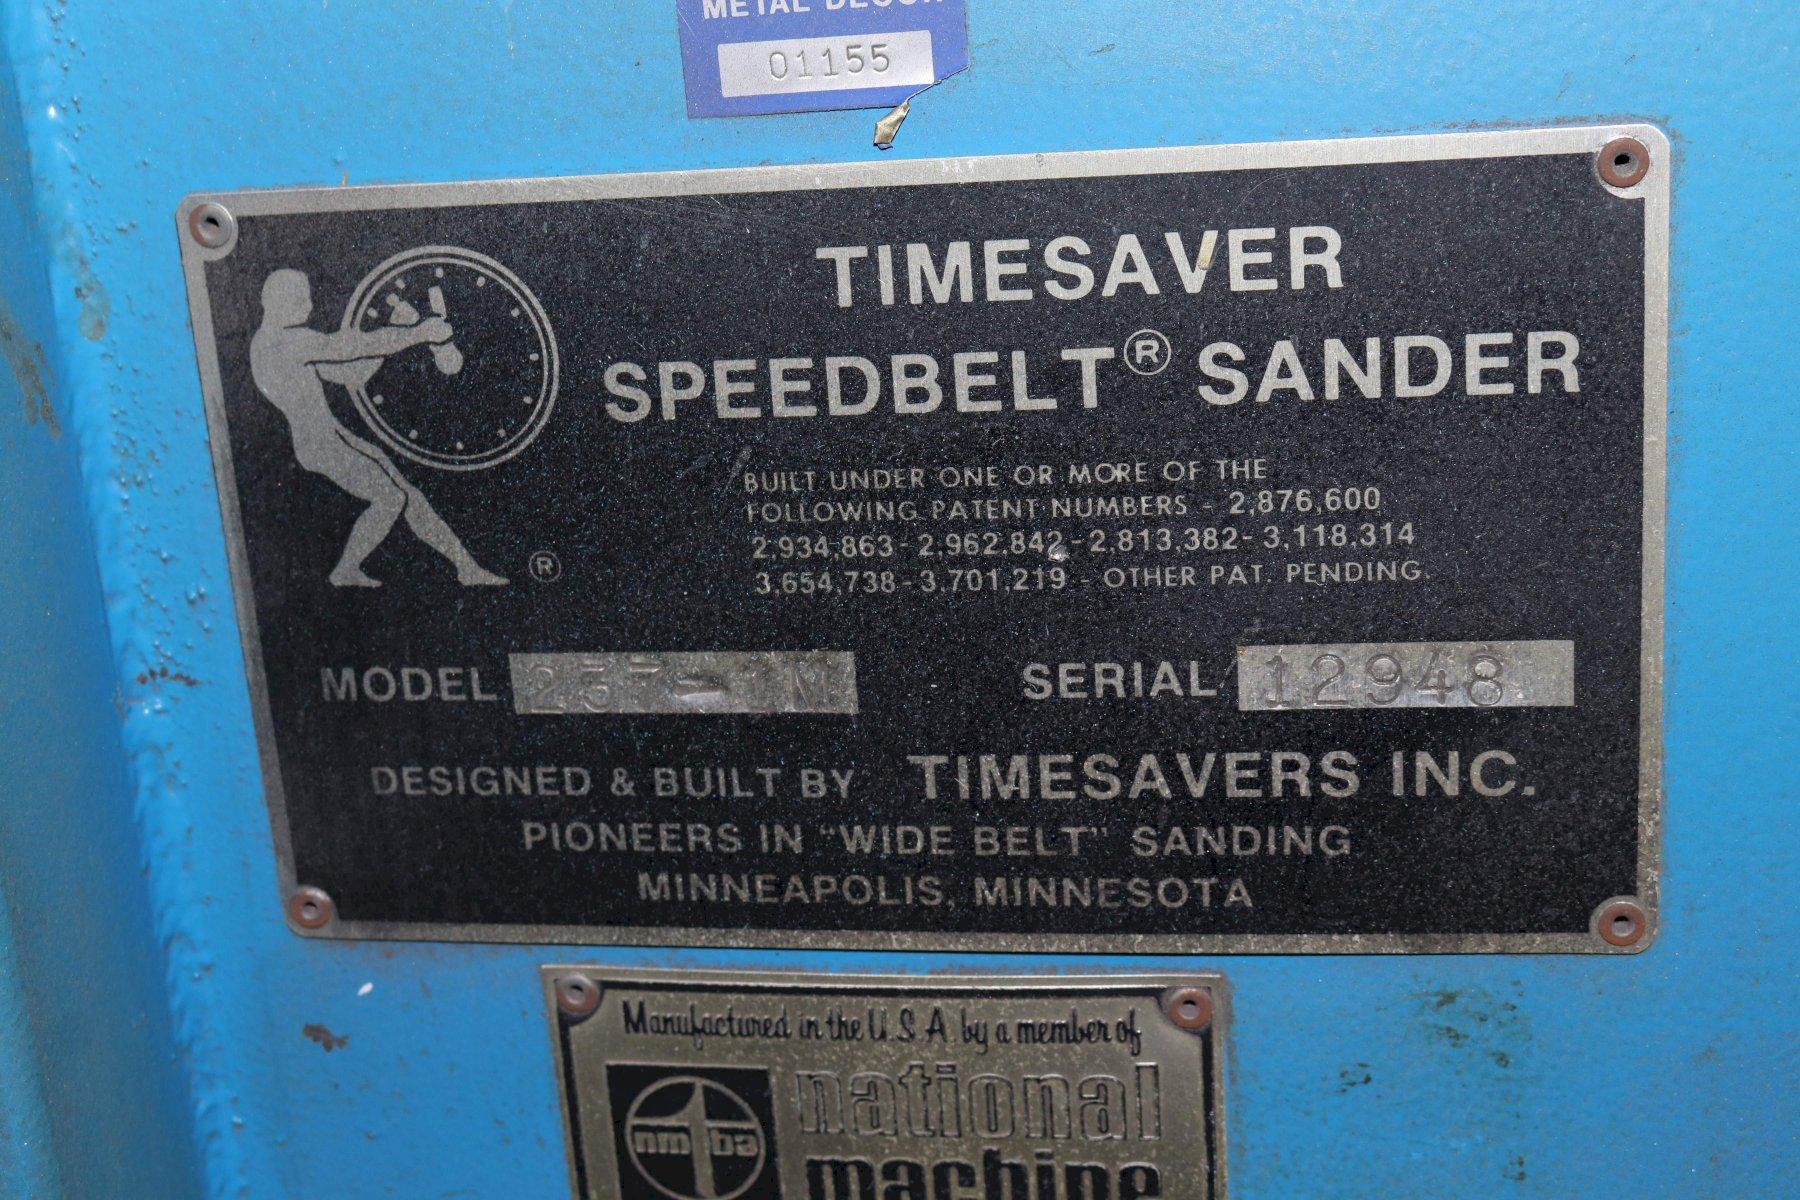 METAL DECOR
01155
TIMESAVER
SPEEDBELT® SANDER
BUILT UNDER ONE OR MORE OF THE
FOLLOWING PATENT NUMBERS - 2,876,600
2,934,863 - 2,962,842 - 2,813,382 - 3,118,314
3,654,738 - 3,701,219 - OTHER PAT. PENDING.
®
MODEL 237-1M SERIAL 12948
DESIGNED & BUILT BY TIMESAVERS INC.
PIONEERS IN "WIDE BELT" SANDING
MINNEAPOLIS, MINNESOTA
Manufactured in the U.S.A. by a member of
national
nmtba
machine